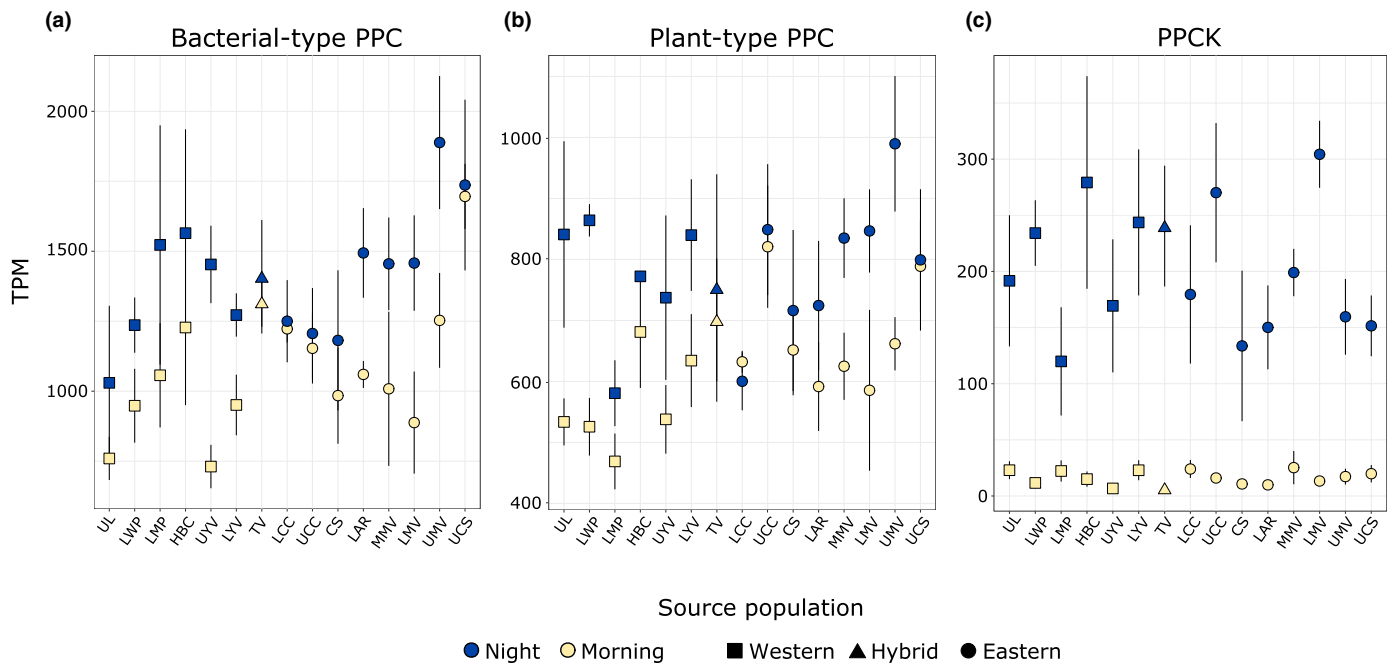 (a)
Bacterial-type PPC
(b)
Plant-type PPC
(c)
PPCK
TPM
2000
1500
1000
UL LWP LMP HBC UYV LYV TV LCC UCC CS LAR MMV LMV UMV UCS
1000
800
600
400
UL LWP LMP HBC UYV LYV TV LCC UCC CS LAR MMV LMV UMV UCS
300
200
100
0
UL LWP LMP HBC UYV LYV TV LCC UCC CS LAR MMV LMV UMV UCS
Source population
Night Morning Western Hybrid Eastern